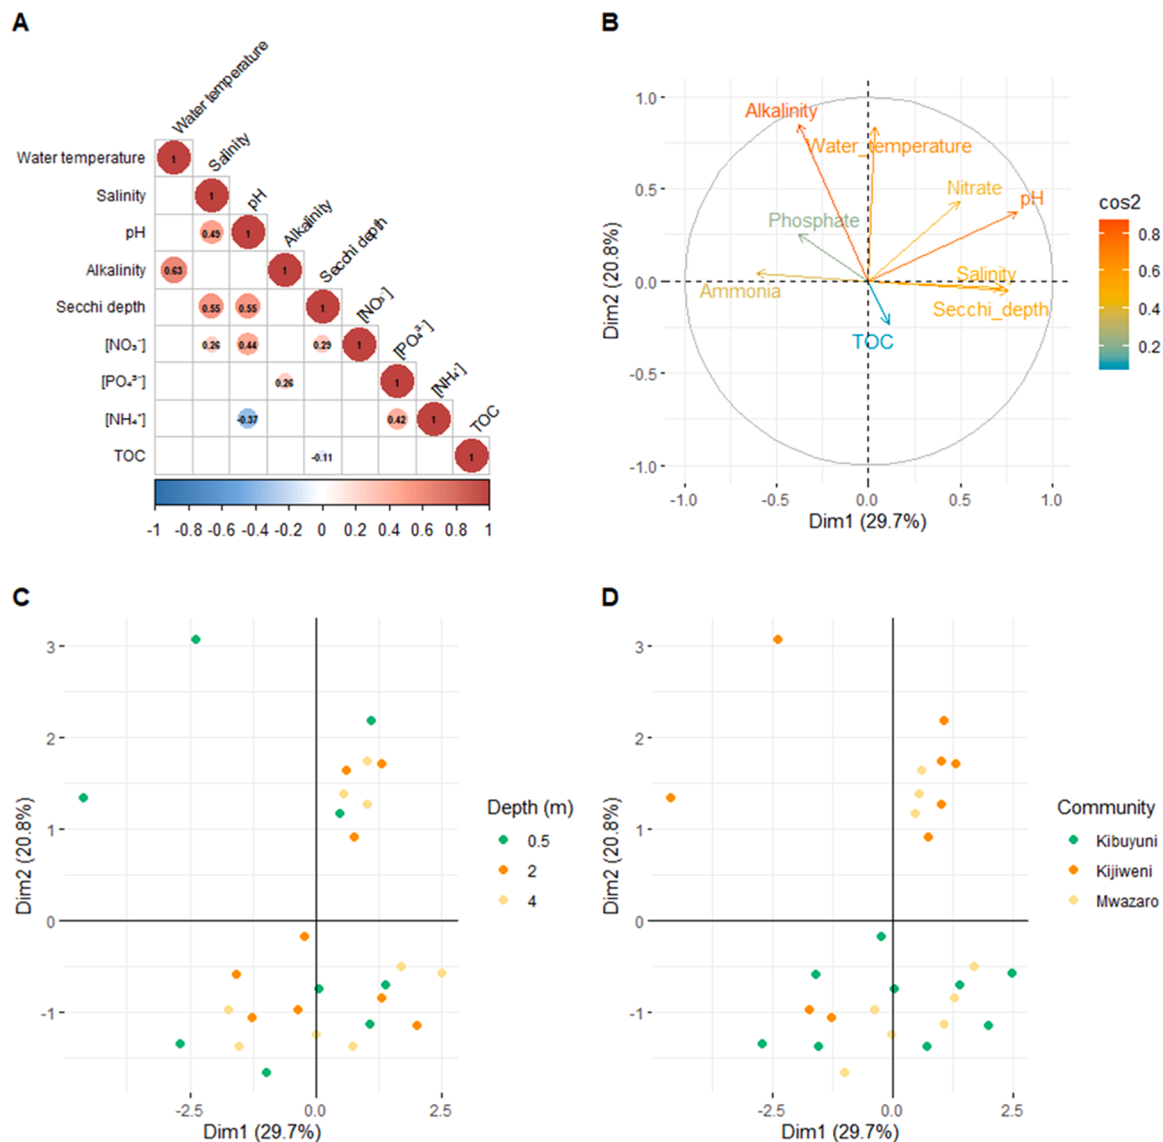 A
Water temperature
Salinity
pH
Alkalinity
Secchi depth
[NO₃⁻]
[PO₄³⁻]
[NH₄⁺]
TOC
Water temperature 1
Salinity 1
pH 0.49 1
Alkalinity 0.63 1
Secchi depth 0.55 0.55 1
[NO₃⁻] 0.26 0.44 0.29 1
[PO₄³⁻] 0.26 1
[NH₄⁺] -0.37 0.42 1
TOC -0.11 1
-1 -0.8 -0.6 -0.4 -0.2 0 0.2 0.4 0.6 0.8 1
B
Dim2 (20.8%)
1.0
0.5
0.0
-0.5
-1.0
Alkalinity
Water_temperature
Nitrate
pH
Phosphate
Salinity
Ammonia
Secchi_depth
TOC
-1.0 -0.5 0.0 0.5 1.0
Dim1 (29.7%)
cos2
0.8
0.6
0.4
0.2
C
Dim2 (20.8%)
3
2
1
0
-1
-2.5 0.0 2.5
Dim1 (29.7%)
Depth (m)
0.5
2
4
D
Dim2 (20.8%)
3
2
1
0
-1
-2.5 0.0 2.5
Dim1 (29.7%)
Community
Kibuyuni
Kijiweni
Mwazaro